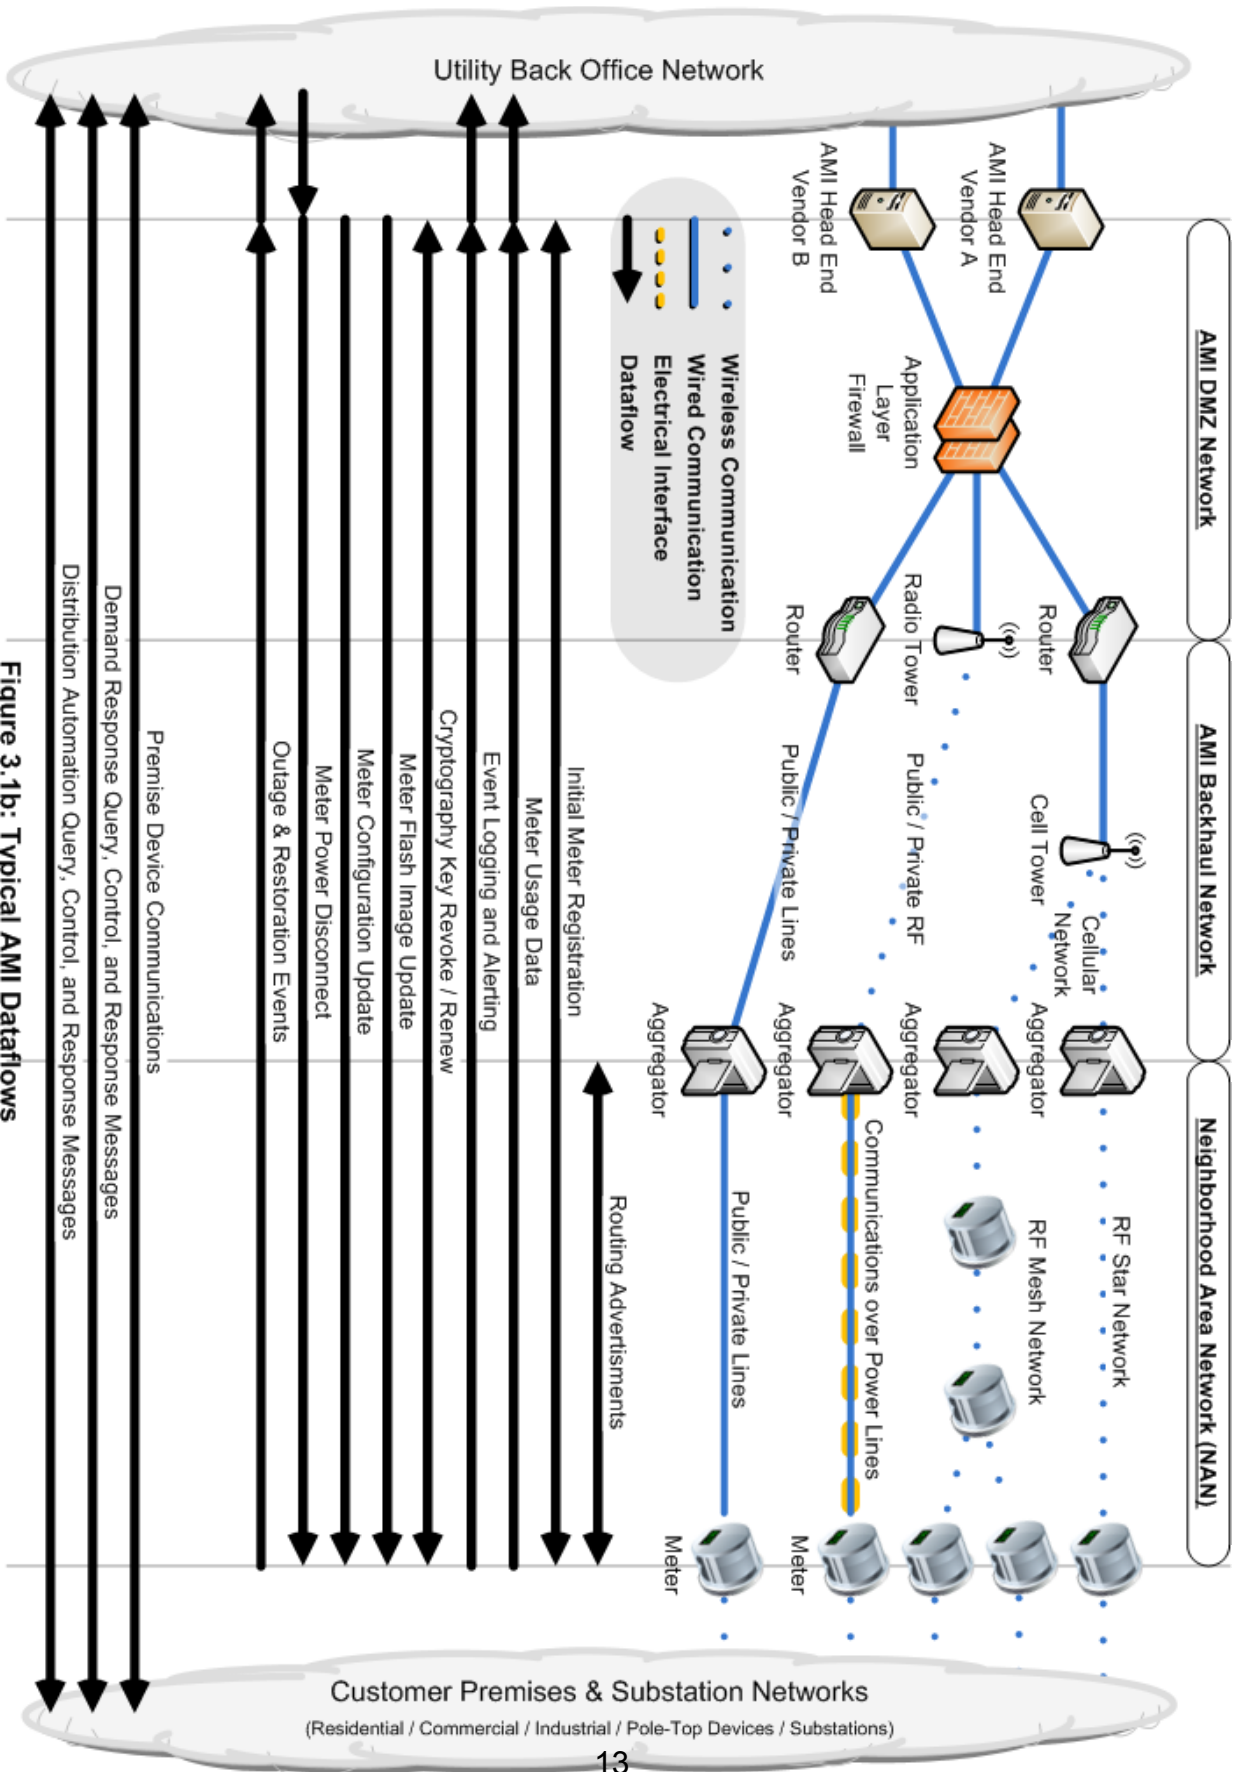 Utility Back Office Network
AMI DMZ Network
AMI Backhaul Network
Neighborhood Area Network (NAN)
AMI Head End
Vendor A
AMI Head End
Vendor B
Application
Layer
Firewall
Router
Radio Tower
Router
Cell Tower
Cellular
Network
Public / Private RF
Public / Private Lines
Aggregator
Aggregator
Aggregator
Aggregator
RF Star Network
RF Mesh Network
Communications over Power Lines
Public / Private Lines
Meter
Meter
Wireless Communication
Wired Communication
Electrical Interface
Dataflow
Routing Advertisments
Initial Meter Registration
Meter Usage Data
Event Logging and Alerting
Cryptography Key Revoke / Renew
Meter Flash Image Update
Meter Configuration Update
Meter Power Disconnect
Outage & Restoration Events
Premise Device Communications
Demand Response Query, Control, and Response Messages
Distribution Automation Query, Control, and Response Messages
Figure 3.1b: Typical AMI Dataflows
Customer Premises & Substation Networks
(Residential / Commercial / Industrial / Pole-Top Devices / Substations)
13